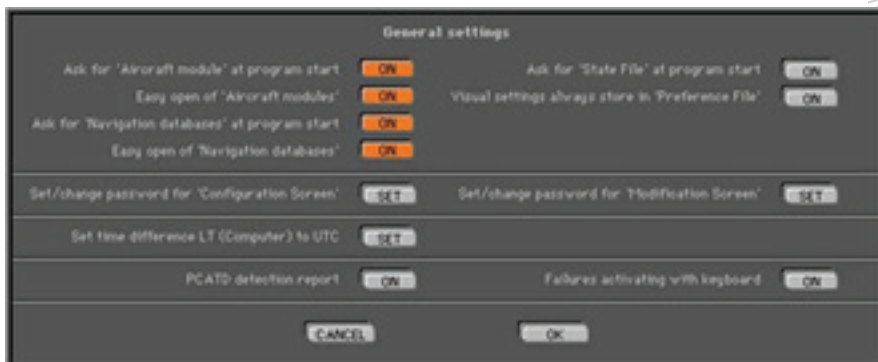 General settings
Ask for 'Aircraft module' at program start ON
Ask for 'State File' at program start ON
Easy open of 'Aircraft modules' ON
Visual settings always store in 'Preference File' ON
Ask for 'Navigation databases' at program start ON
Easy open of 'Navigation databases' ON
Set/change password for 'Configuration Screen' SET
Set/change password for 'Modification Screen' SET
Set time difference LT (Computer) to UTC SET
PCATD detection report ON
Failures activating with keyboard ON
CANCEL
OK